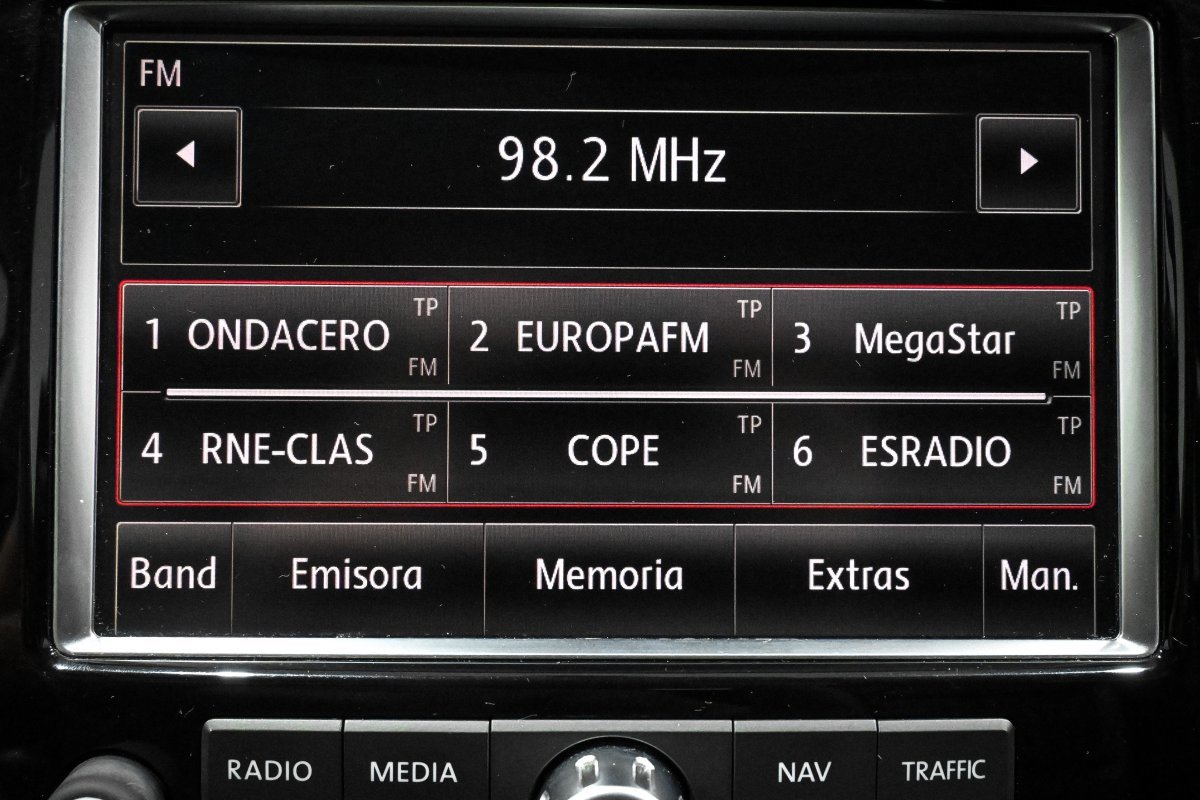 FM
98.2 MHz
1 ONDACERO TP FM
2 EUROPAFM TP FM
3 MegaStar TP FM
4 RNE-CLAS TP FM
5 COPE TP FM
6 ESRADIO TP FM
Band Emisora Memoria Extras Man.
RADIO MEDIA NAV TRAFFIC